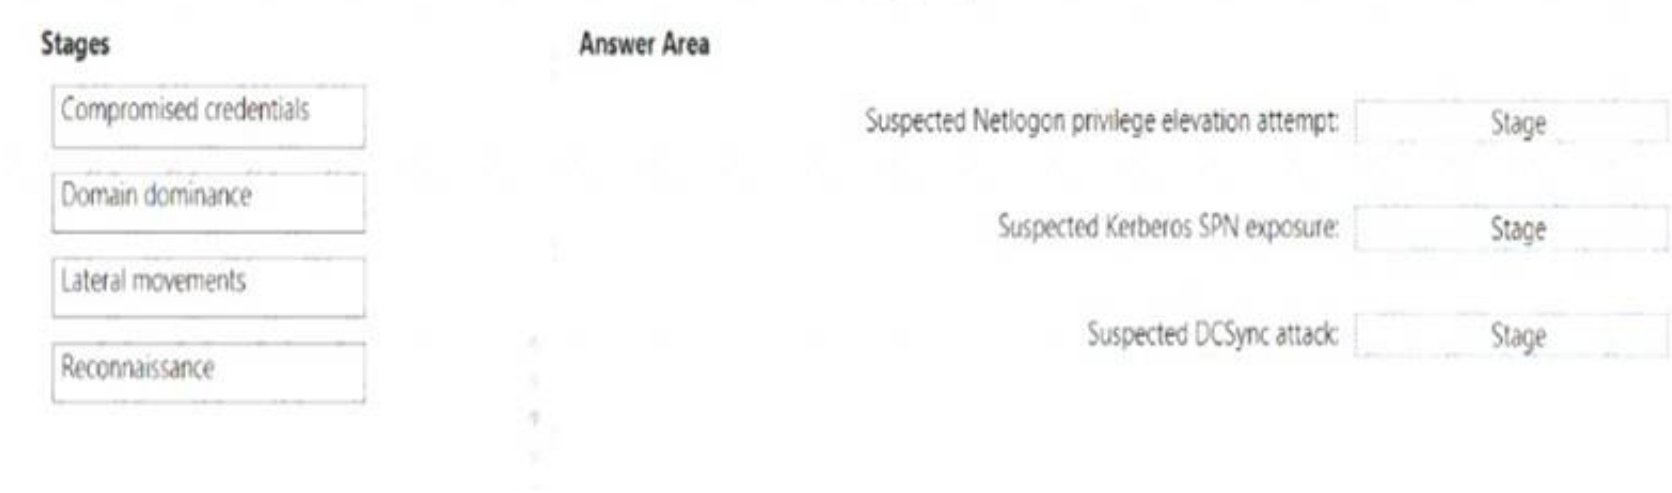 Stages
Answer Area
Compromised credentials
Domain dominance
Lateral movements
Reconnaissance
Suspected Netlogon privilege elevation attempt: Stage
Suspected Kerberos SPN exposure: Stage
Suspected DCSync attack: Stage